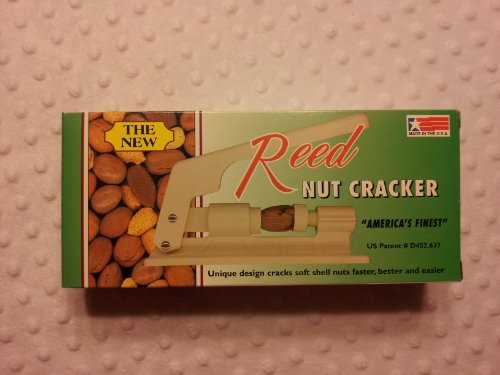 THE
NEW
Reed
NUT CRACKER
MADE IN THE U.S.A.
"AMERICA'S FINEST"
US Patent # D452,637
Unique design cracks soft shell nuts faster, better and easier